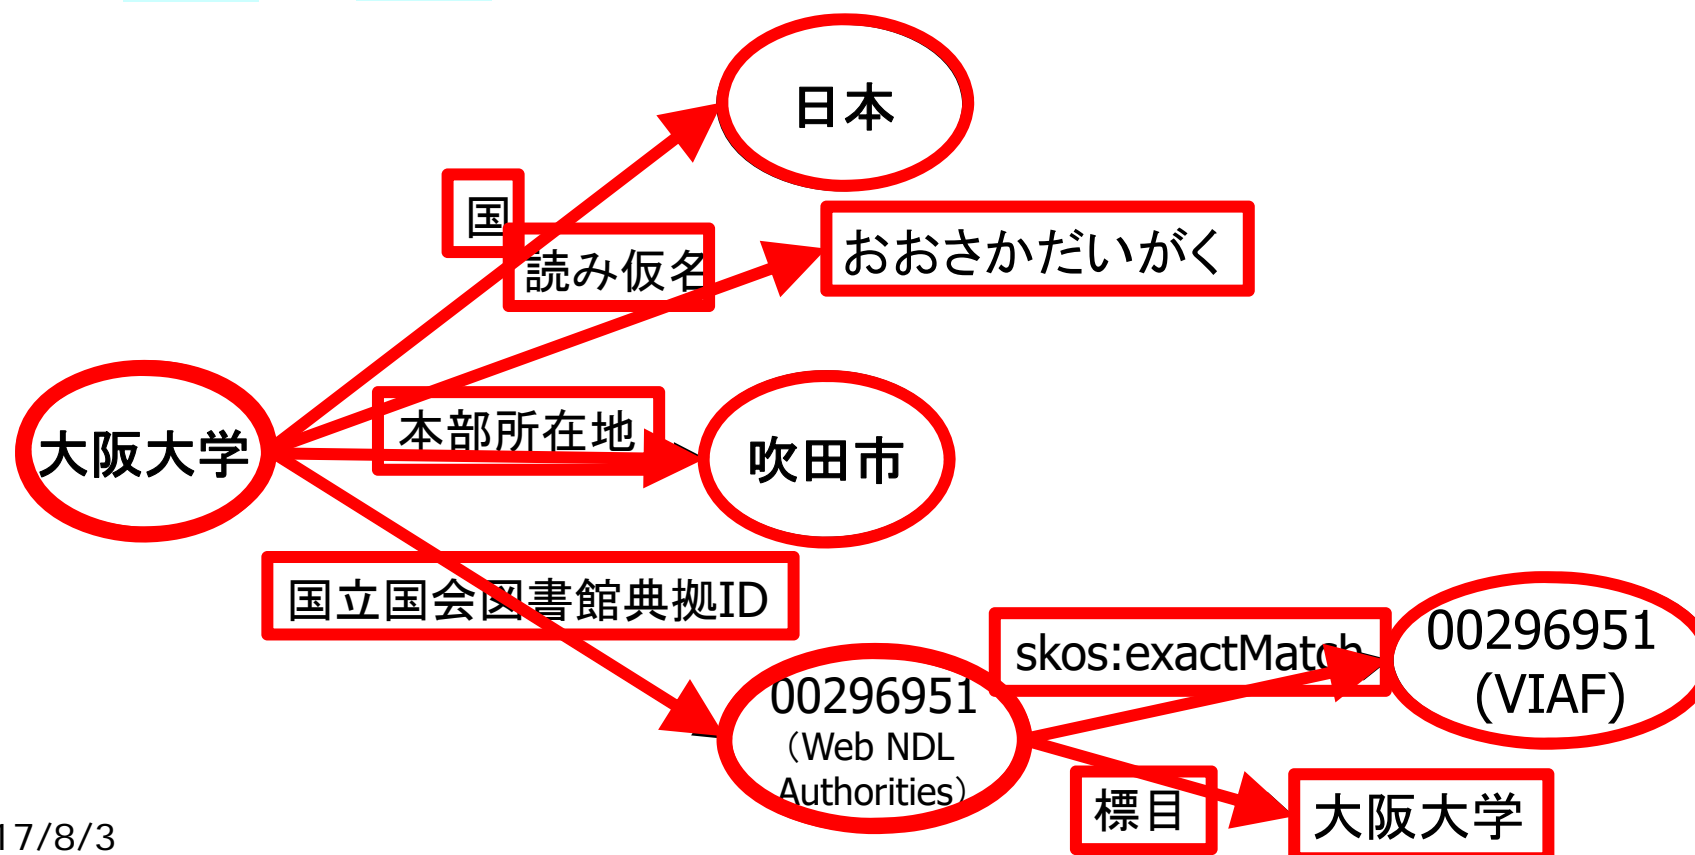 日本
国
読み仮名
おおさかだいがく
大阪大学
本部所在地
吹田市
国立国会図書館典拠ID
00296951
（Web NDL
Authorities）
skos:exactMatch
00296951
(VIAF)
標目
大阪大学
17/8/3